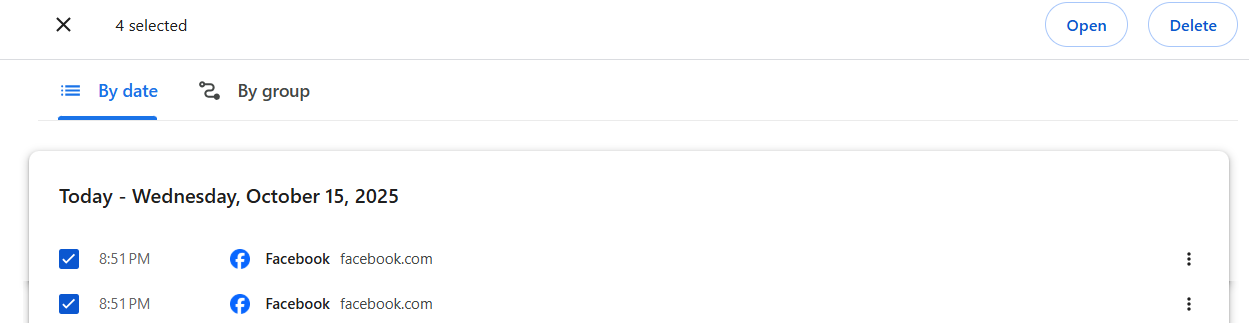 4 selected Open Delete
By date By group
Today - Wednesday, October 15, 2025
8:51 PM Facebook facebook.com
8:51 PM Facebook facebook.com